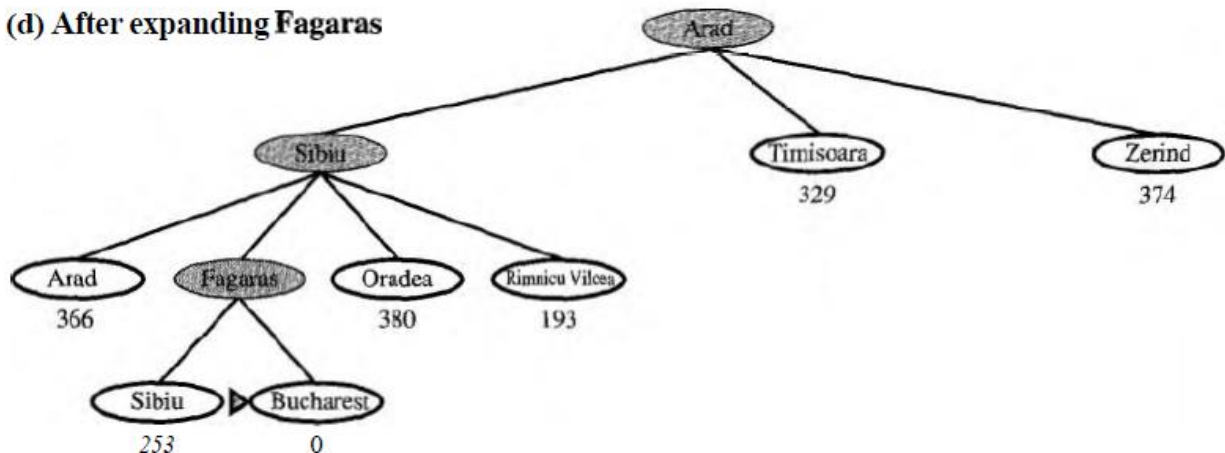 (d) After expanding Fagaras
Arad
Sibiu Timisoara Zerind
329 374
Arad Fagaras Oradea Rimnicu Vilcea
366 380 193
Sibiu Bucharest
253 0